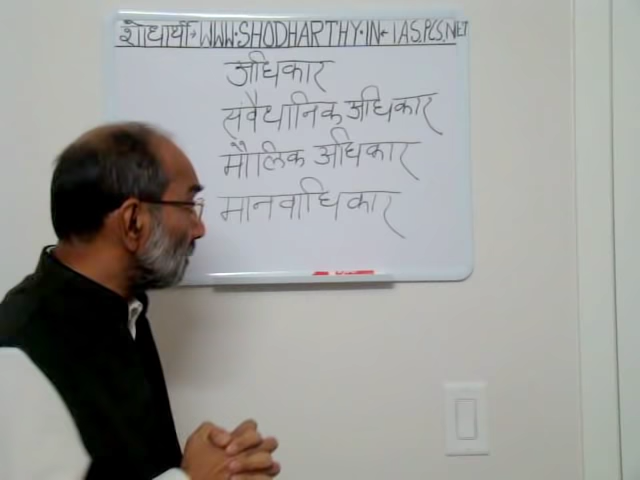 शोधार्थी→WWW.SHODHARTHY.IN←IAS,PCS,NET
अधिकार
संवैधानिक अधिकार
मौलिक अधिकार
मानवाधिकार